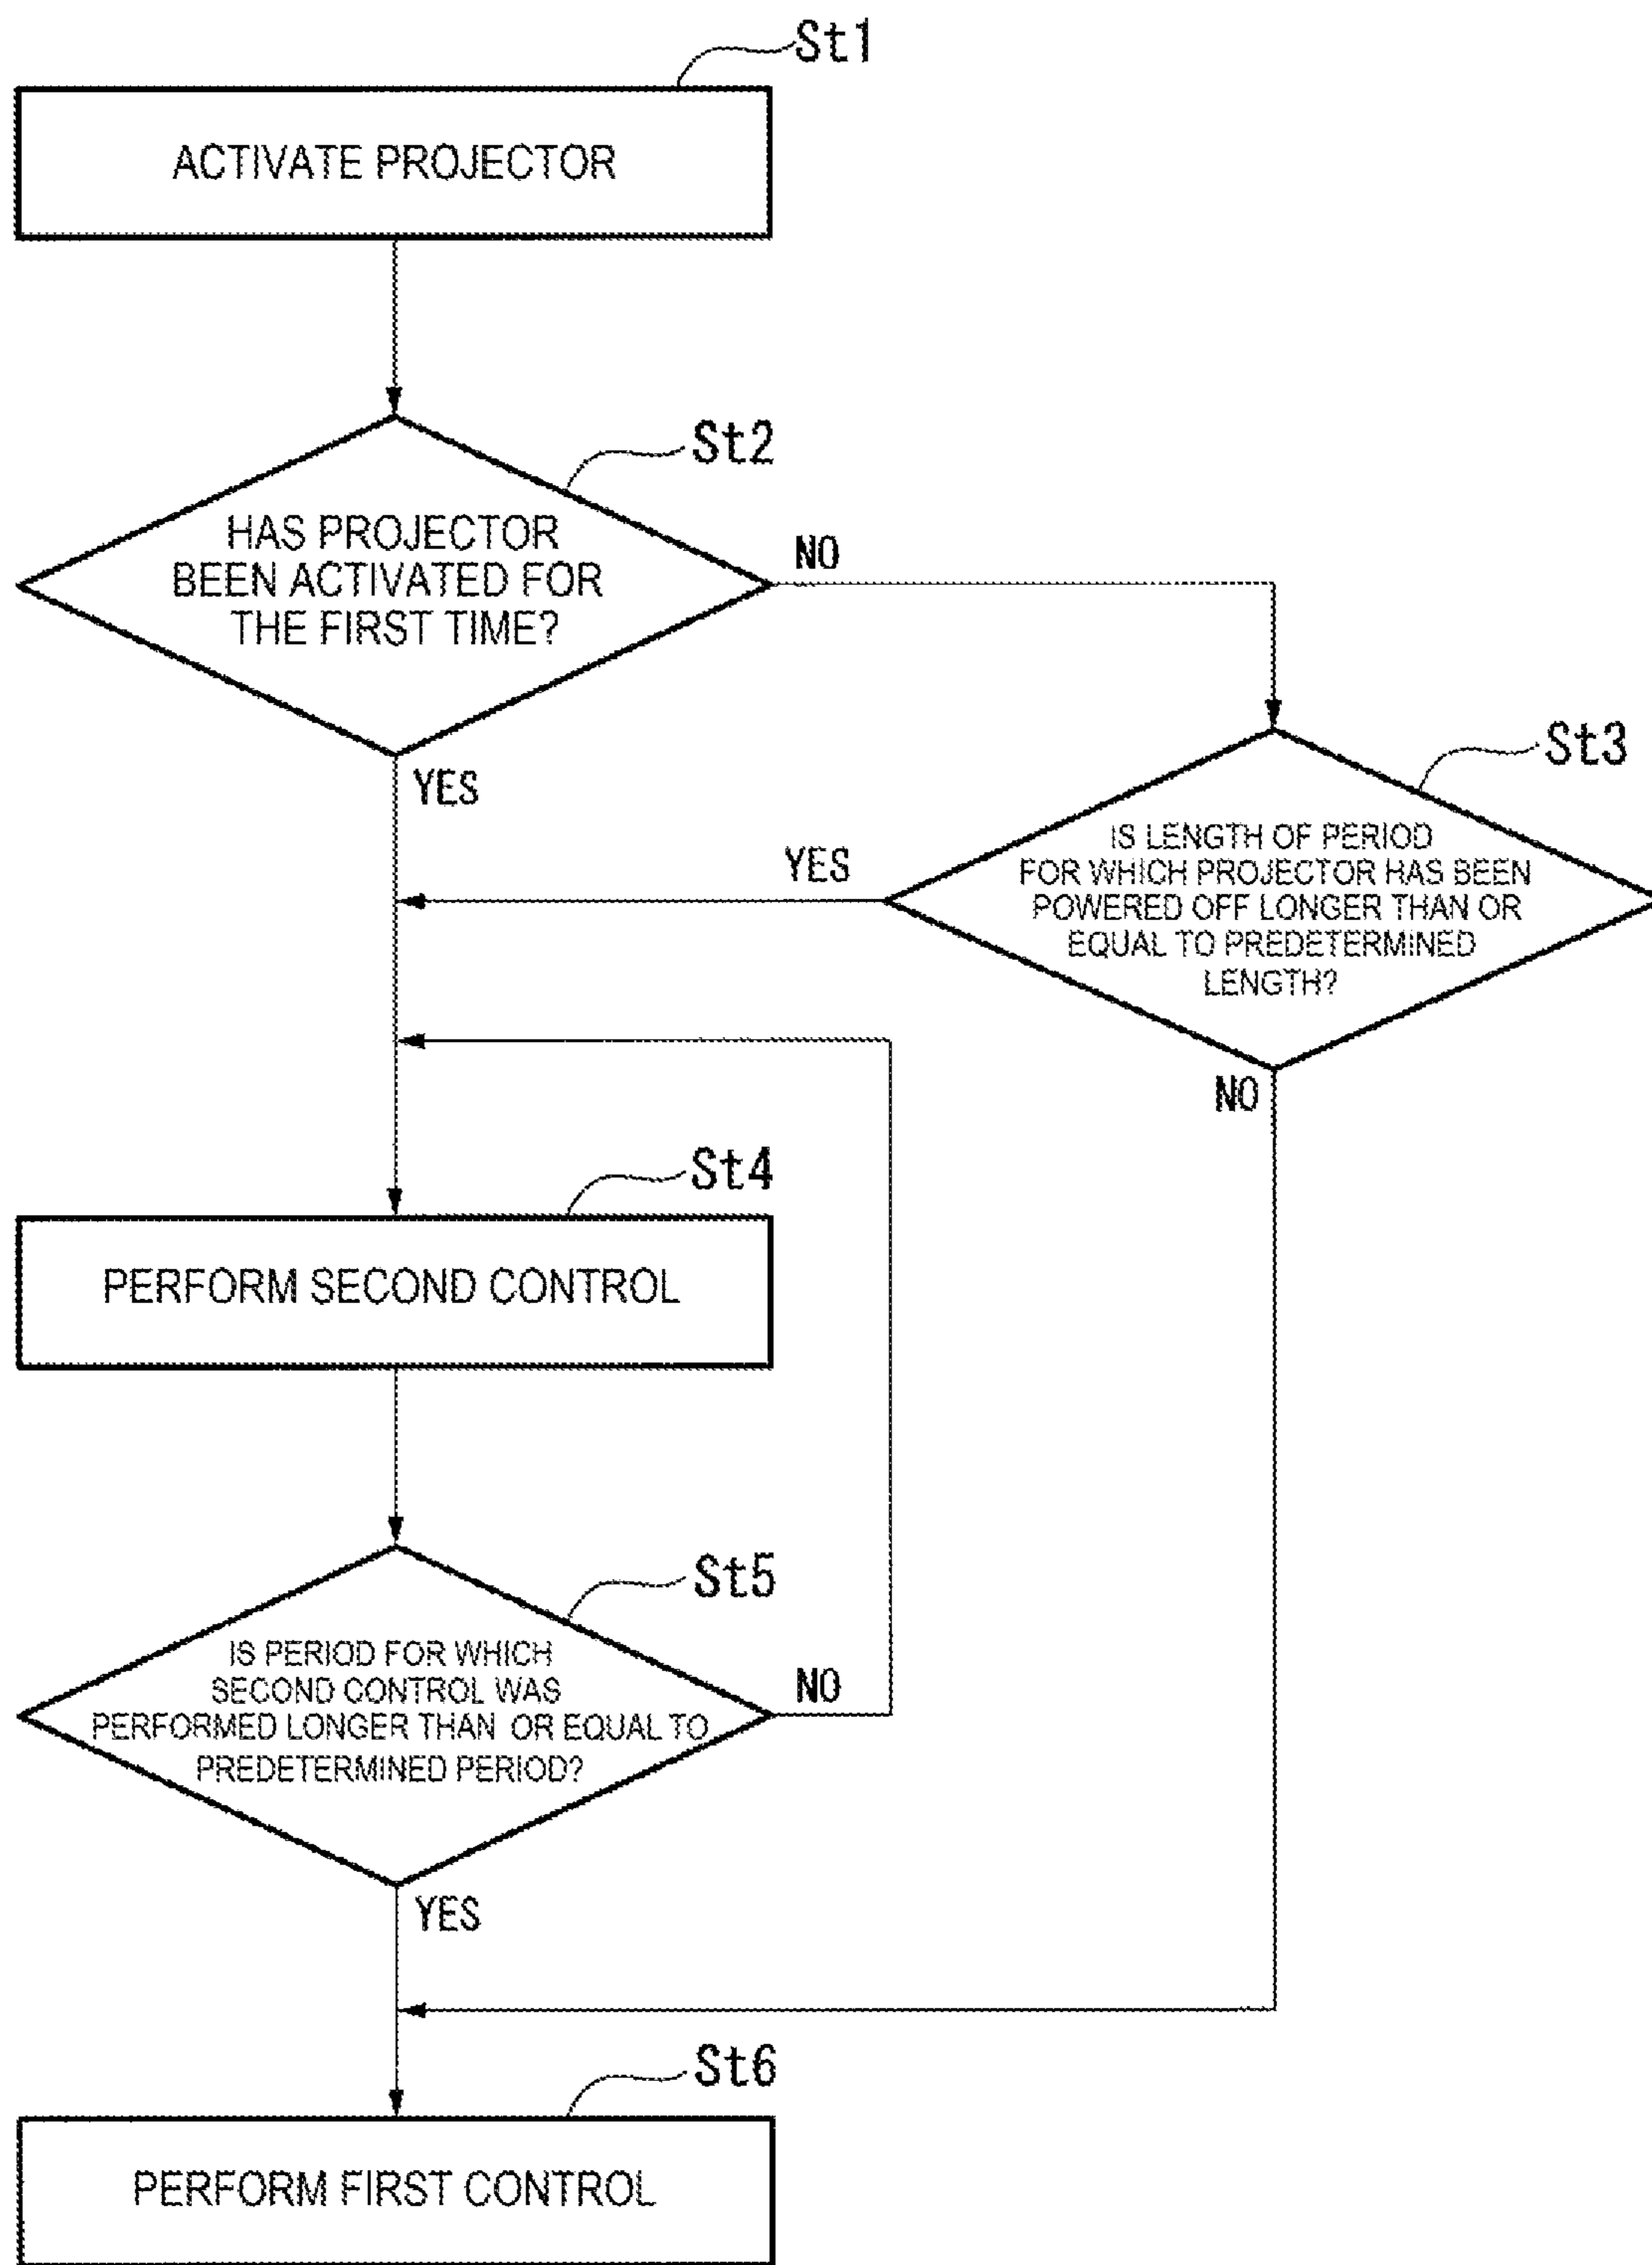 St1
ACTIVATE PROJECTOR
St2
HAS PROJECTOR
BEEN ACTIVATED FOR
THE FIRST TIME?
NO
YES
St3
IS LENGTH OF PERIOD
FOR WHICH PROJECTOR HAS BEEN
POWERED OFF LONGER THAN OR
EQUAL TO PREDETERMINED
LENGTH?
YES
NO
St4
PERFORM SECOND CONTROL
St5
IS PERIOD FOR WHICH
SECOND CONTROL WAS
PERFORMED LONGER THAN OR EQUAL TO
PREDETERMINED PERIOD?
NO
YES
St6
PERFORM FIRST CONTROL